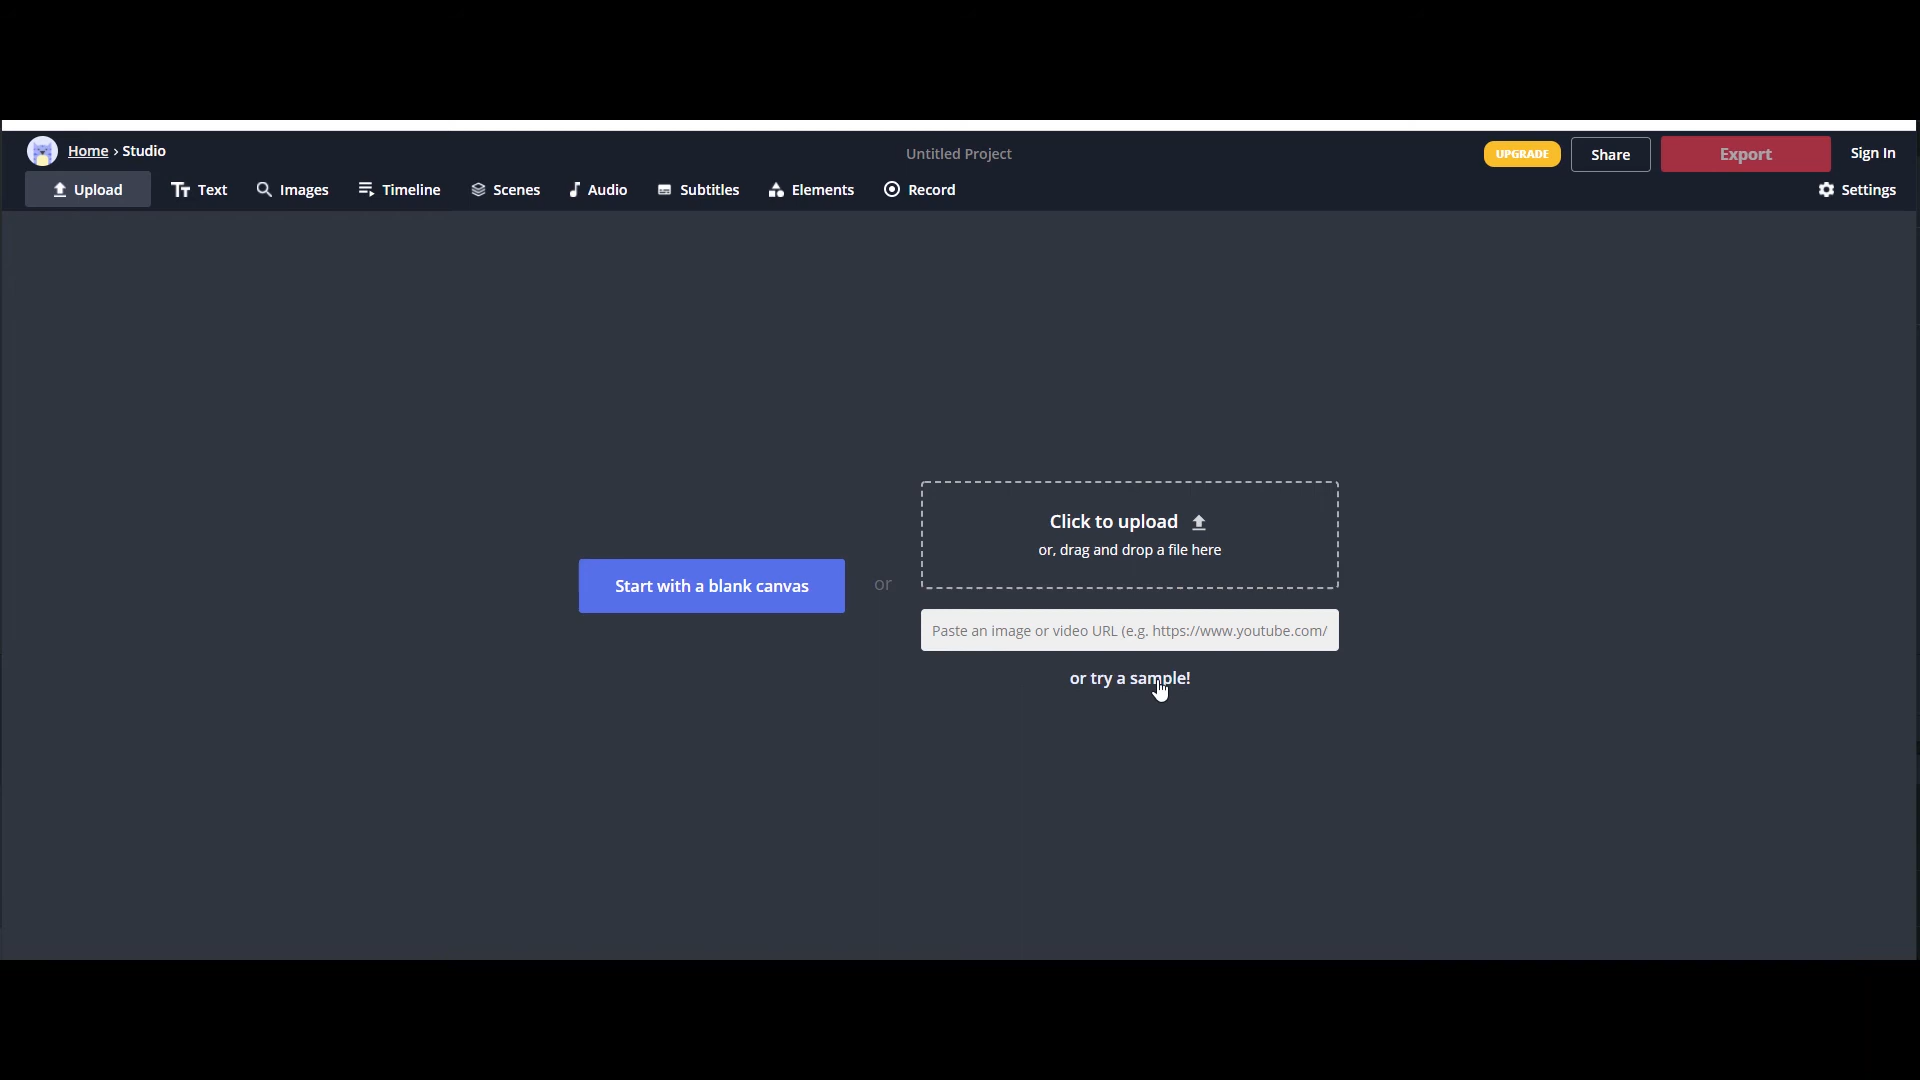 Home › Studio
Untitled Project
UPGRADE
Share
Export
Sign In
Upload
Text
Images
Timeline
Scenes
Audio
Subtitles
Elements
Record
Settings
Start with a blank canvas
or
Click to upload
or, drag and drop a file here
Paste an image or video URL (e.g. https://www.youtube.com/
or try a sample!